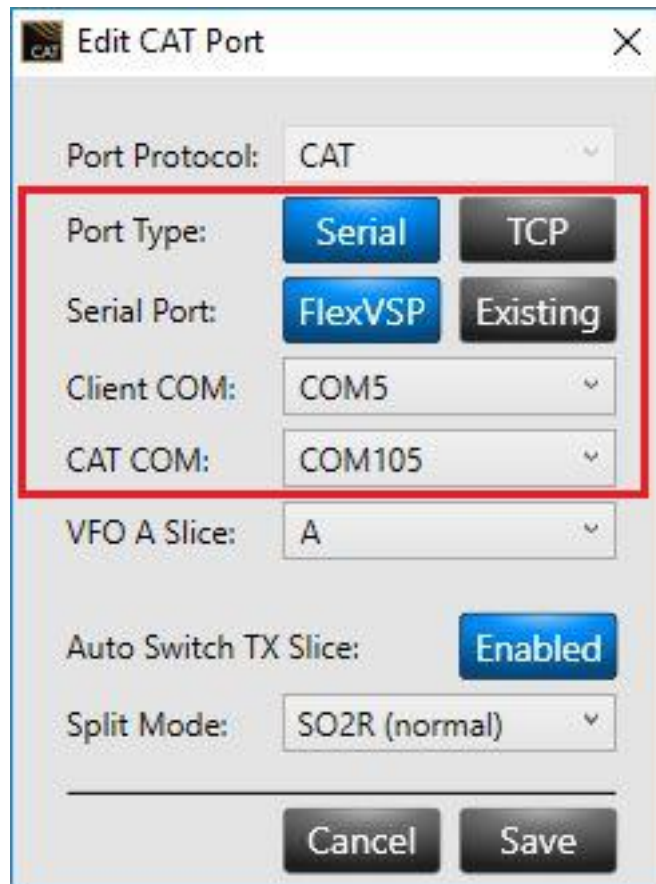 CAT Edit CAT Port
Port Protocol: CAT
Port Type: Serial TCP
Serial Port: FlexVSP Existing
Client COM: COM5
CAT COM: COM105
VFO A Slice: A
Auto Switch TX Slice: Enabled
Split Mode: SO2R (normal)
Cancel Save